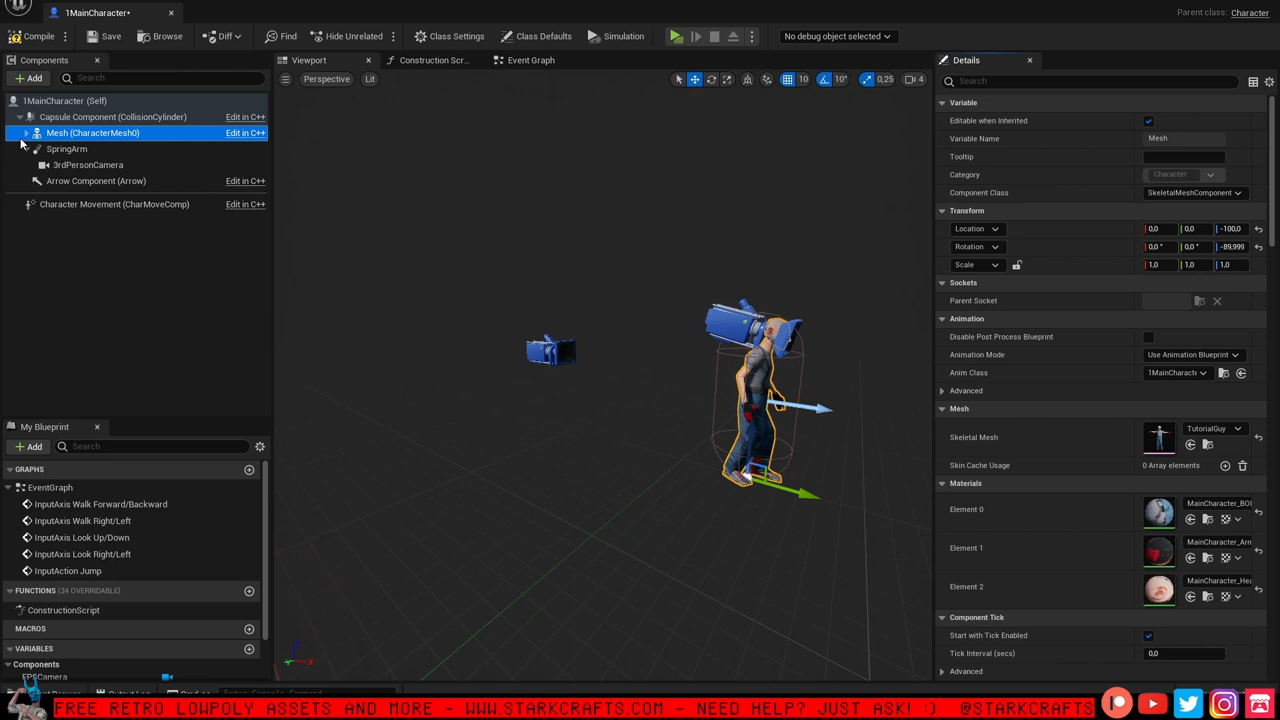 1MainCharacter*
Parent class: Character
Compile
Save
Browse
Diff
Find
Hide Unrelated
Class Settings
Class Defaults
Simulation
No debug object selected
Components
Viewport
Construction Scr...
Event Graph
Details
Add
Search
Perspective
Lit
10
10°
0,25
4
Search
1MainCharacter (Self)
Capsule Component (CollisionCylinder)
Edit in C++
Mesh (CharacterMesh0)
Edit in C++
SpringArm
3rdPersonCamera
Arrow Component (Arrow)
Edit in C++
Character Movement (CharMoveComp)
Edit in C++
Variable
Editable when Inherited
Variable Name
Mesh
Tooltip
Category
Character
Component Class
SkeletalMeshComponent
Transform
Location
0,0
0,0
-100,0
Rotation
0,0 °
0,0 °
-89,999
Scale
1,0
1,0
1,0
Sockets
Parent Socket
Animation
Disable Post Process Blueprint
Animation Mode
Use Animation Blueprint
Anim Class
1MainCharacte
Advanced
Mesh
Skeletal Mesh
TutorialGuy
Skin Cache Usage
0 Array elements
Materials
Element 0
MainCharacter_BOI
Element 1
MainCharacter_Arm
Element 2
MainCharacter_Hea
Component Tick
Start with Tick Enabled
Tick Interval (secs)
0,0
Advanced
My Blueprint
Add
Search
GRAPHS
EventGraph
InputAxis Walk Forward/Backward
InputAxis Walk Right/Left
InputAxis Look Up/Down
InputAxis Look Right/Left
InputAction Jump
FUNCTIONS (34 OVERRIDABLE)
ConstructionScript
MACROS
VARIABLES
Components
FPSCamera
FREE RETRO LOWPOLY ASSETS AND MORE - WWW.STARKCRAFTS.COM - NEED HELP? JUST ASK! :) @STARKCRAFTS